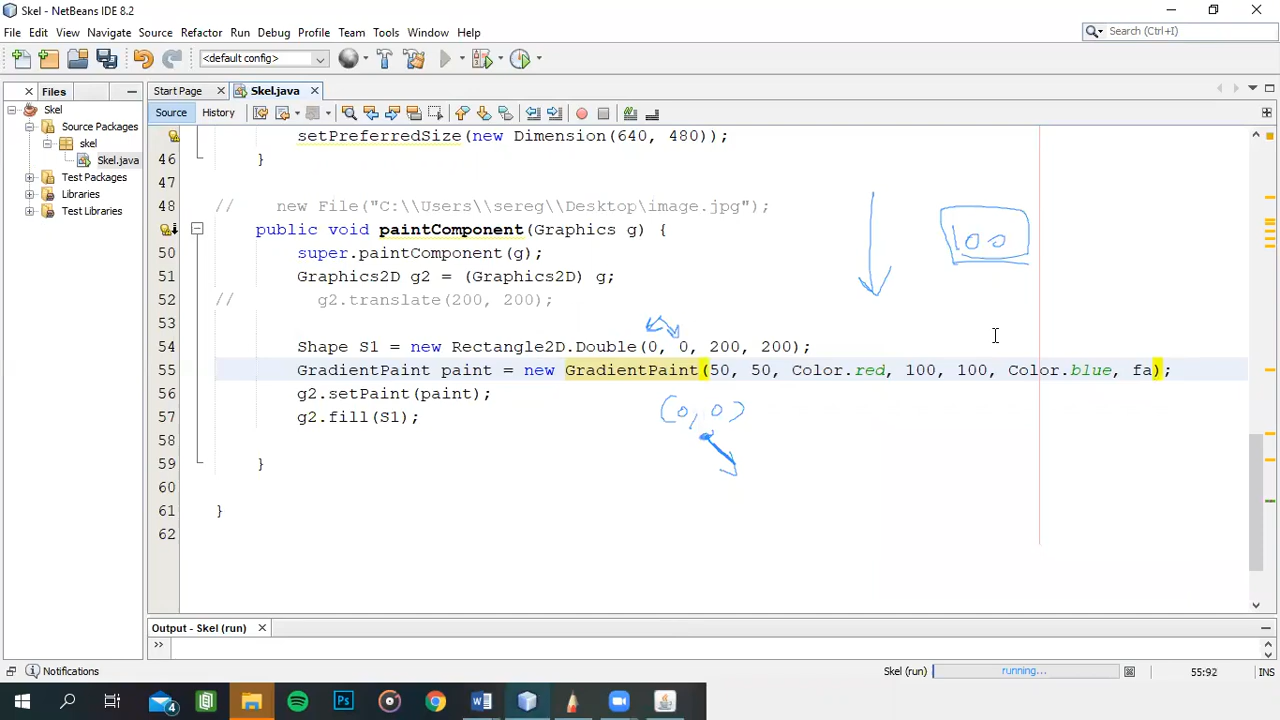 Skel - NetBeans IDE 8.2
File Edit View Navigate Source Refactor Run Debug Profile Team Tools Window Help
Search (Ctrl+I)
<default config>
Files
Start Page
Skel.java
Skel
Source Packages
skel
Skel.java
Test Packages
Libraries
Test Libraries
Source History
setPreferredSize(new Dimension(640, 480));
46 }
47
48 // new File("C:\\Users\\sereg\\Desktop\image.jpg");
public void paintComponent(Graphics g) {
50 super.paintComponent(g);
51 Graphics2D g2 = (Graphics2D) g;
52 // g2.translate(200, 200);
53
54 Shape S1 = new Rectangle2D.Double(0, 0, 200, 200);
55 GradientPaint paint = new GradientPaint(50, 50, Color.red, 100, 100, Color.blue, fa);
56 g2.setPaint(paint);
57 g2.fill(S1);
58
59 }
60
61 }
62
100
(0, 0)
Output - Skel (run)
>>
Notifications
Skel (run)
running...
55:92
INS
4